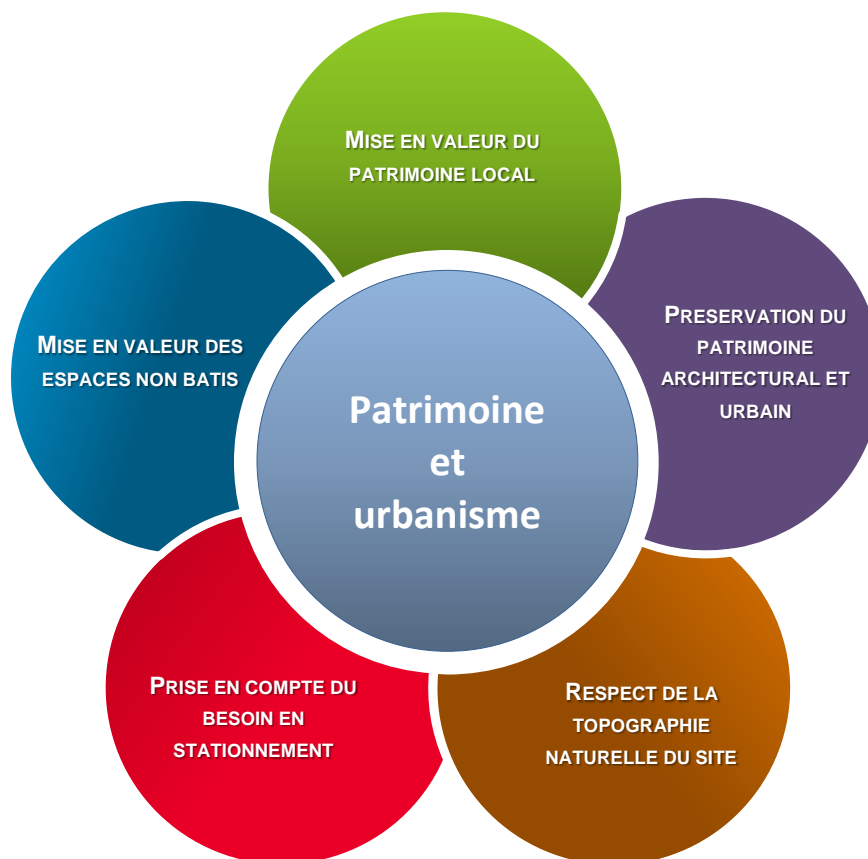 MISE EN VALEUR DU
PATRIMOINE LOCAL
PRESERVATION DU
PATRIMOINE
ARCHITECTURAL ET
URBAIN
RESPECT DE LA
TOPOGRAPHIE
NATURELLE DU SITE
PRISE EN COMPTE DU
BESOIN EN
STATIONNEMENT
MISE EN VALEUR DES
ESPACES NON BATIS
Patrimoine
et
urbanisme